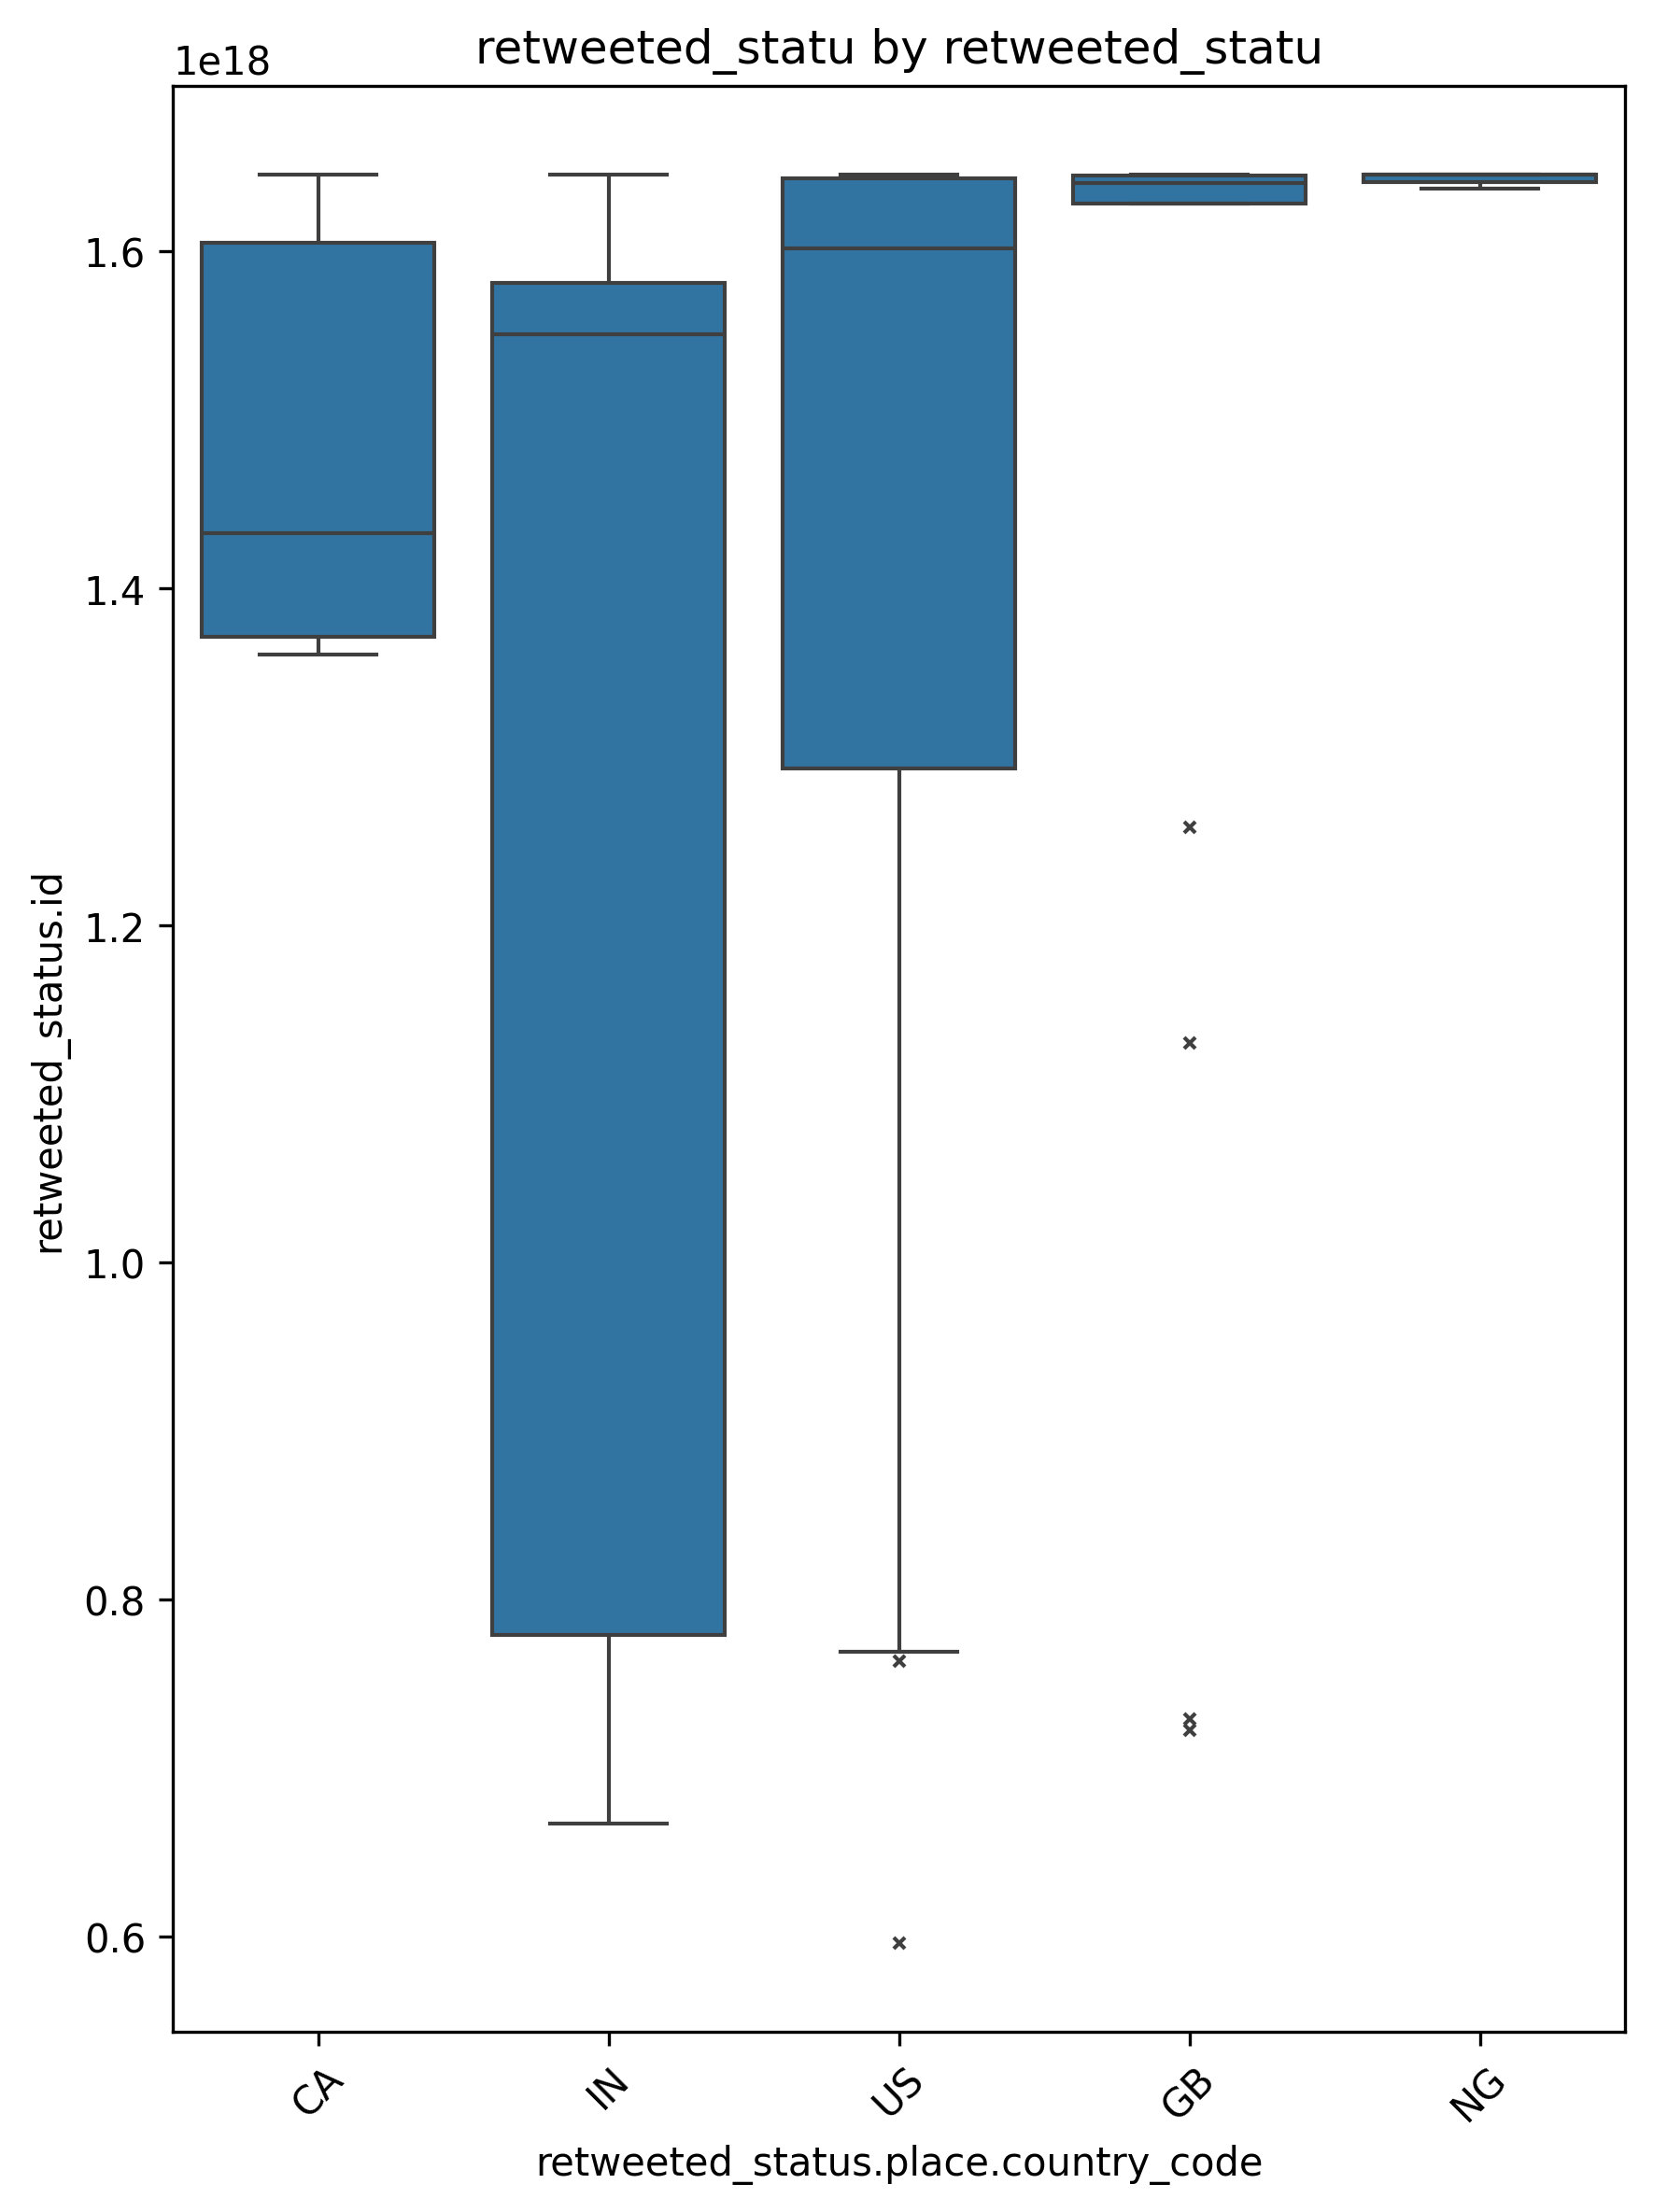 retweeted_statu by retweeted_statu
1e18
1.6
1.4
1.2
1.0
0.8
0.6
retweeted_status.id
CA
IN
US
GB
NG
retweeted_status.place.country_code